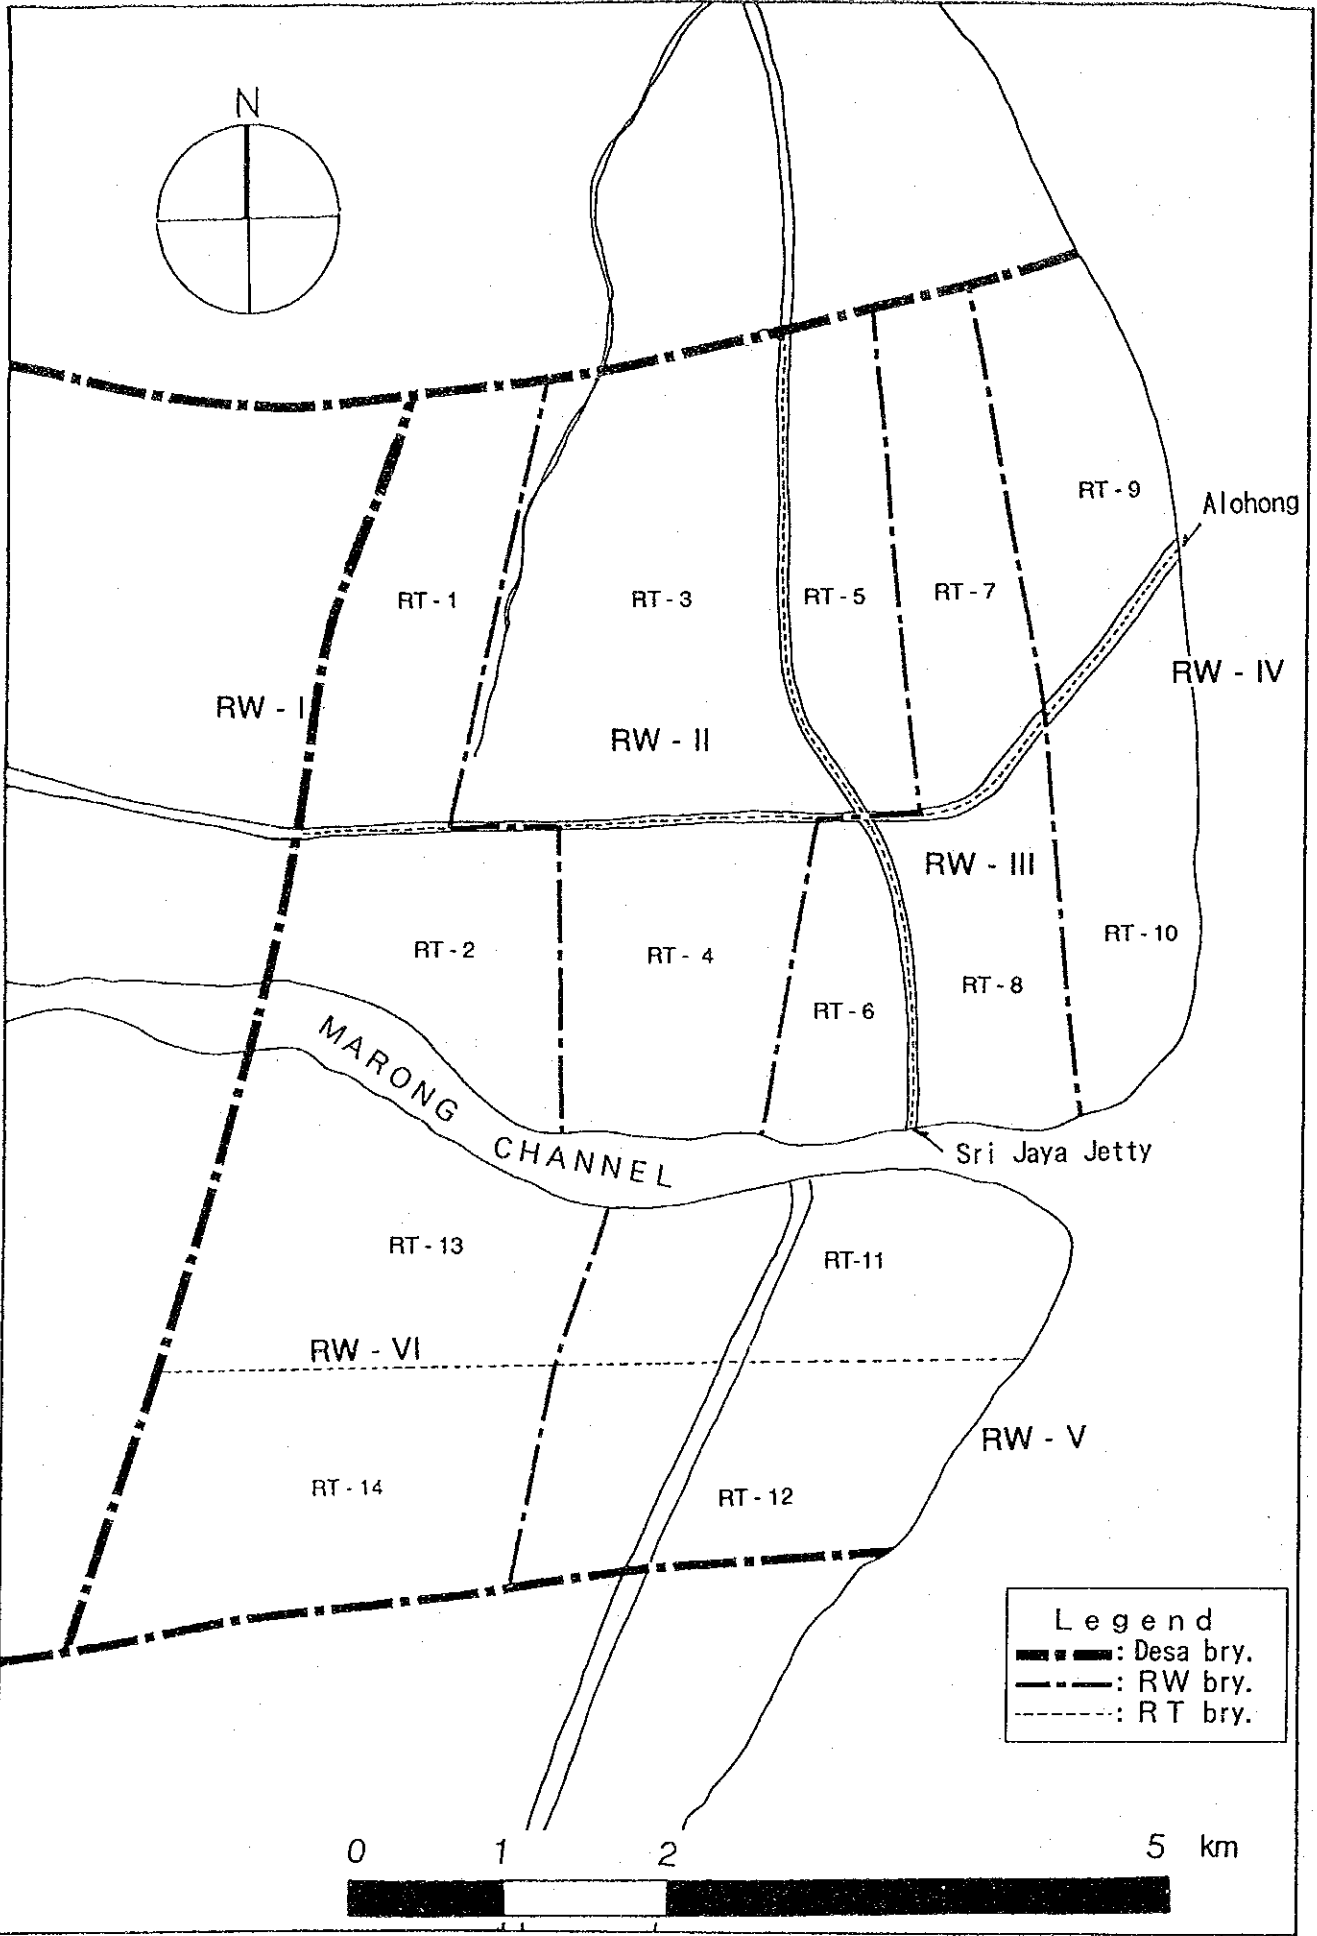 N
RT - 9
Alohong
RT - 1
RT - 3
RT - 5
RT - 7
RW - IV
RW - I
RW - II
RW - III
RT - 2
RT - 4
RT - 10
RT - 8
RT - 6
MARONG CHANNEL
Sri Jaya Jetty
RT - 13
RT-11
RW - VI
RW - V
RT - 14
RT - 12
Legend
: Desa bry.
: RW bry.
: RT bry.
0 1 2 5 km